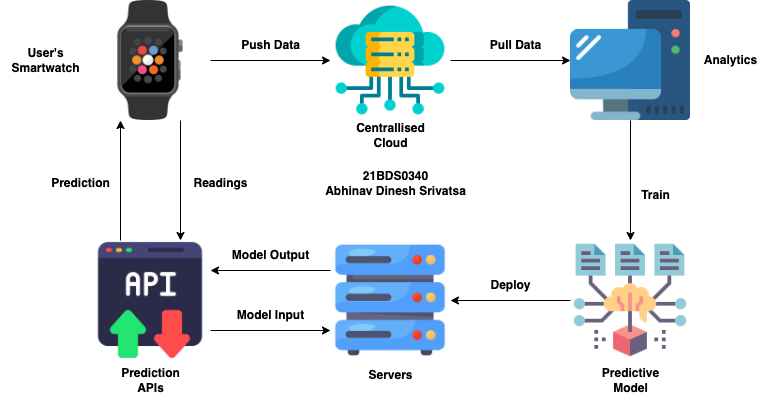 User's
Smartwatch
Push Data
Pull Data
Analytics
Centrallised
Cloud
21BDS0340
Abhinav Dinesh Srivatsa
Prediction
Readings
Train
API
Model Output
Model Input
Deploy
Prediction
APIs
Servers
Predictive
Model